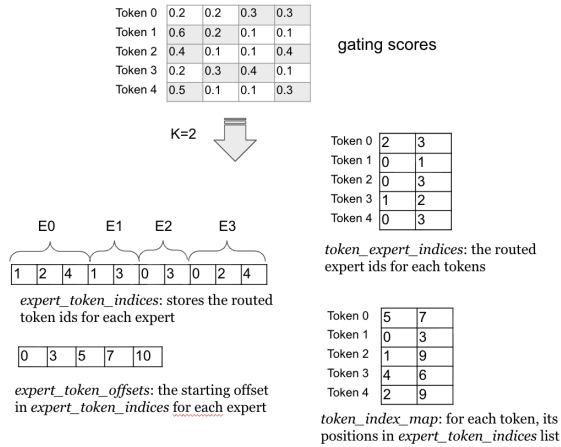 Token 0 0.2 0.2 0.3 0.3
Token 1 0.6 0.2 0.1 0.1
Token 2 0.4 0.1 0.1 0.4
Token 3 0.2 0.3 0.4 0.1
Token 4 0.5 0.1 0.1 0.3
gating scores
K=2
Token 0 2 3
Token 1 0 1
Token 2 0 3
Token 3 1 2
Token 4 0 3
token_expert_indices: the routed
expert ids for each tokens
E0 E1 E2 E3
1 2 4 1 3 0 3 0 2 4
expert_token_indices: stores the routed
token ids for each expert
0 3 5 7 10
expert_token_offsets: the starting offset
in expert_token_indices for each expert
Token 0 5 7
Token 1 0 3
Token 2 1 9
Token 3 4 6
Token 4 2 9
token_index_map: for each token, its
positions in expert_token_indices list